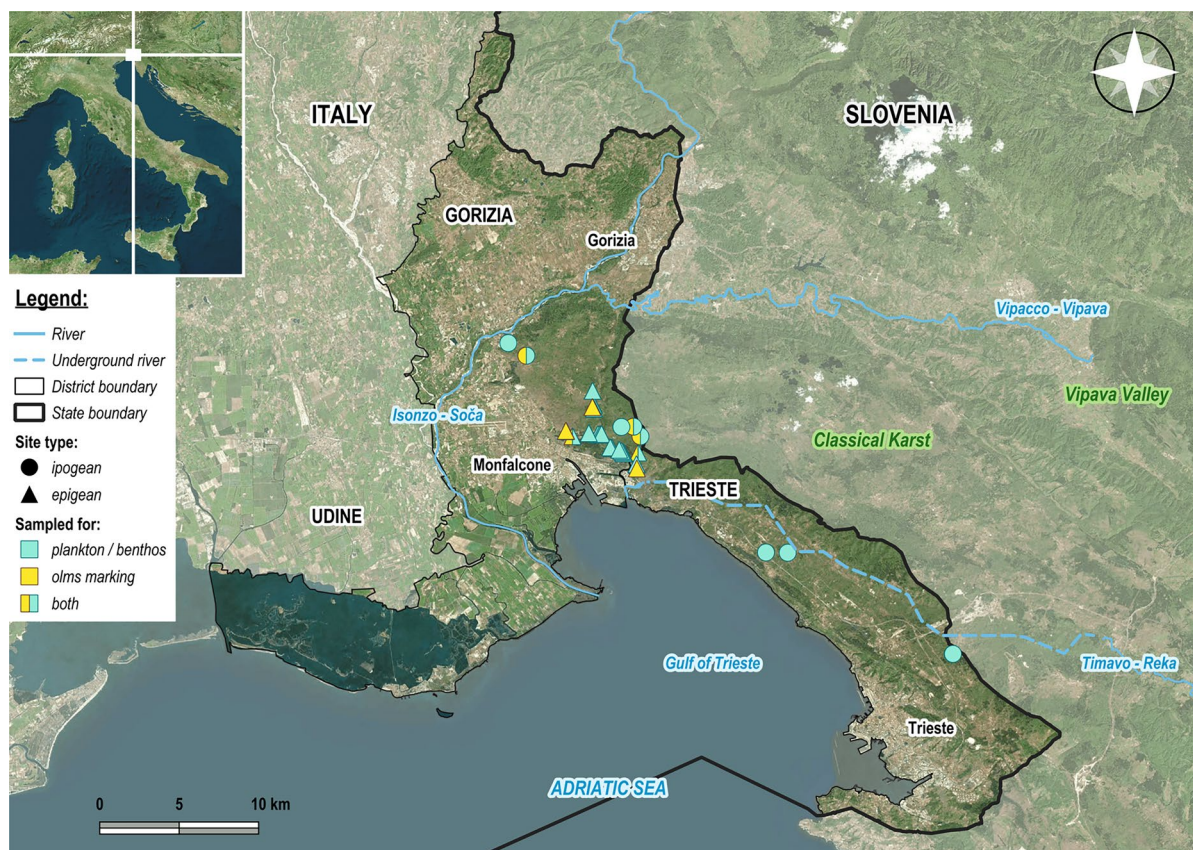 ITALY
SLOVENIA
GORIZIA
Gorizia
Legend:
River
Underground river
District boundary
State boundary
Site type:
ipogean
epigean
Sampled for:
plankton / benthos
olms marking
both
Vipacco - Vipava
Vipava Valley
Isonzo - Soča
Classical Karst
Monfalcone
TRIESTE
UDINE
Gulf of Trieste
Timavo - Reka
Trieste
ADRIATIC SEA
0 5 10 km